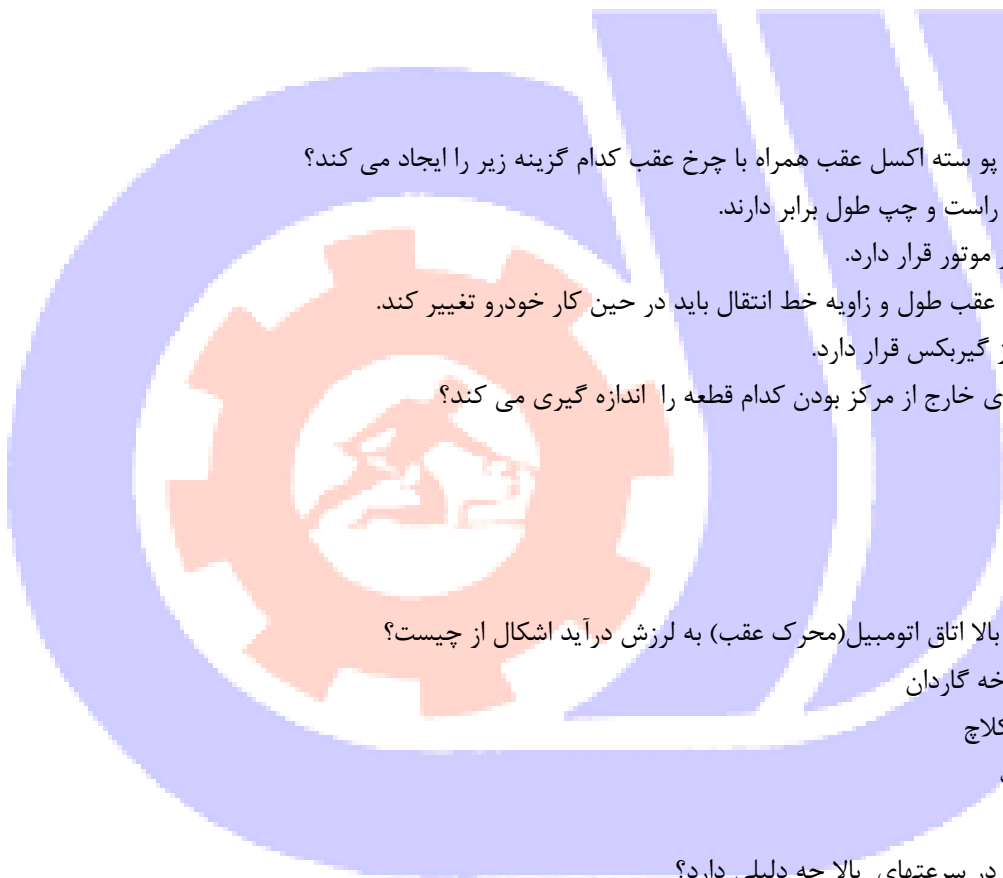 پو سته اکسل عقب همراه با چرخ عقب کدام گزینه زیر را ایجاد می کند؟
راست و چپ طول برابر دارند.
موتور قرار دارد.
عقب طول و زاویه خط انتقال باید در حین کار خودرو تغییر کند.
گیربکس قرار دارد.
خارج از مرکز بودن کدام قطعه را اندازه گیری می کند؟
بالا اتاق اتومبیل(محرک عقب) به لرزش درآید اشکال از چیست؟
گاردان
کلاچ
در سرعتهای بالا چه دلیلی دارد؟